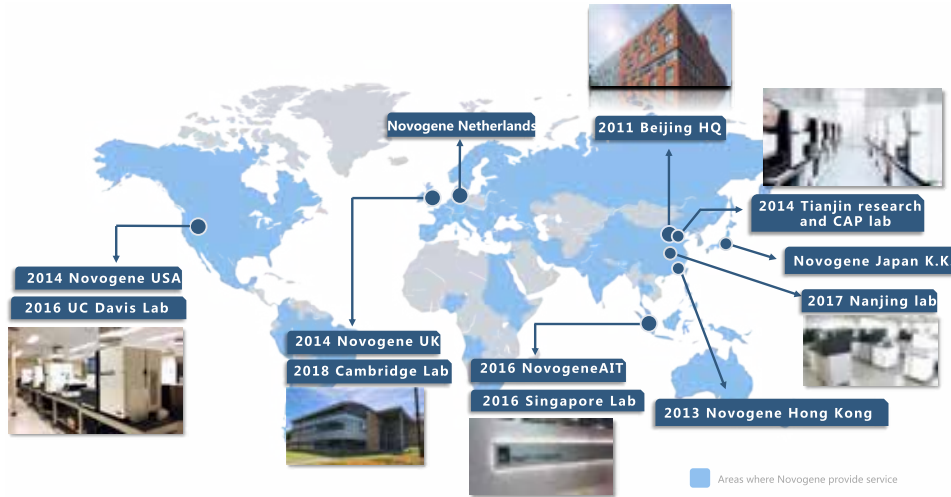 Novogene Netherlands
2011 Beijing HQ
2014 Tianjin research
and CAP lab
2014 Novogene USA
2016 UC Davis Lab
Novogene Japan K.K
2017 Nanjing lab
2014 Novogene UK
2018 Cambridge Lab
2016 NovogeneAIT
2016 Singapore Lab
2013 Novogene Hong Kong
Areas where Novogene provide service